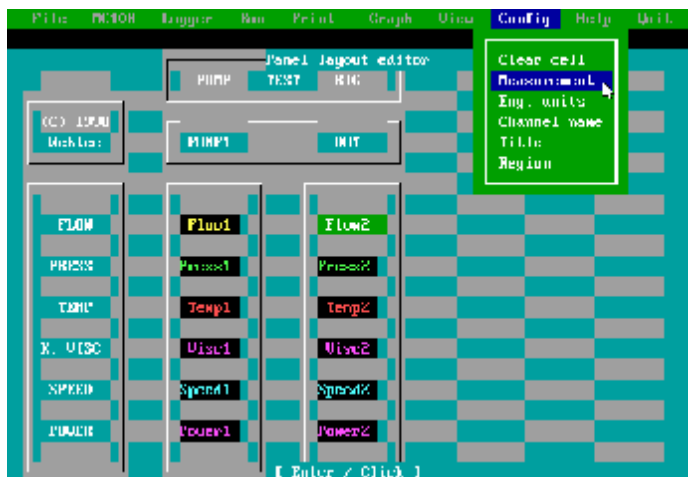 File MCMOH Logger Run Print Graph View Config Help Quit
Panel layout editor
PUMP TEST RIG
Clear cell
Measurement
Eng. units
Channel name
Title
Region
(C) 1990
PUMP1 DUT
FLOW Flow1 Flow2
PRESS Press1 Press2
TEMP Temp1 Temp2
K. VISC Visc1 Visc2
SPEED Speed1 Speed2
POWER Power1 Power2
[ Enter / Click ]